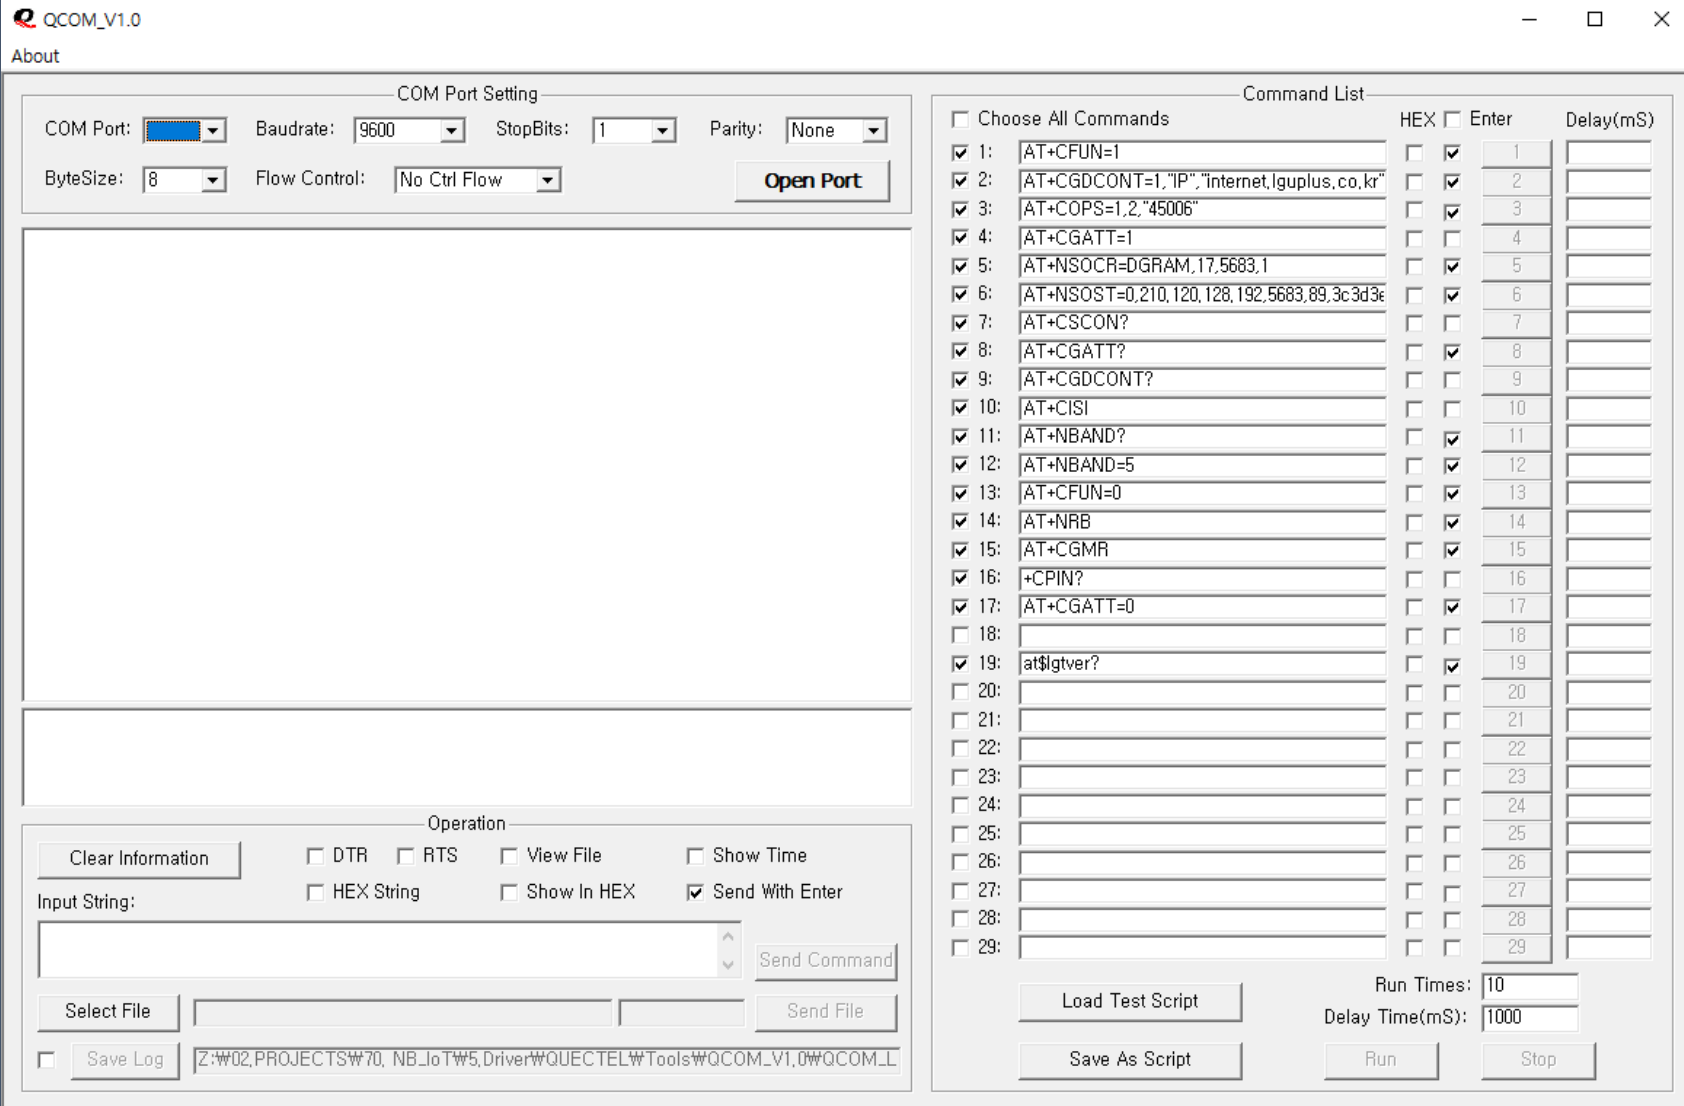 QCOM_V1.0
About
COM Port Setting
COM Port:
Baudrate: 9600
StopBits: 1
Parity: None
ByteSize: 8
Flow Control: No Ctrl Flow
Open Port
Operation
Clear Information
DTR
RTS
View File
Show Time
HEX String
Show In HEX
Send With Enter
Input String:
Send Command
Select File
Send File
Save Log
Z:₩02,PROJECTS₩70, NB_IoT₩5,Driver₩QUECTEL₩Tools₩QCOM_V1,0₩QCOM_L
Command List
Choose All Commands HEX Enter Delay(mS)
1: AT+CFUN=1 1
2: AT+CGDCONT=1,"IP","internet,lguplus,co,kr" 2
3: AT+COPS=1,2,"45006" 3
4: AT+CGATT=1 4
5: AT+NSOCR=DGRAM,17,5683,1 5
6: AT+NSOST=0,210,120,128,192,5683,89,3c3d3e 6
7: AT+CSCON? 7
8: AT+CGATT? 8
9: AT+CGDCONT? 9
10: AT+CISI 10
11: AT+NBAND? 11
12: AT+NBAND=5 12
13: AT+CFUN=0 13
14: AT+NRB 14
15: AT+CGMR 15
16: +CPIN? 16
17: AT+CGATT=0 17
18: 18
19: at$lgtver? 19
20: 20
21: 21
22: 22
23: 23
24: 24
25: 25
26: 26
27: 27
28: 28
29: 29
Load Test Script
Run Times: 10
Delay Time(mS): 1000
Save As Script
Run
Stop